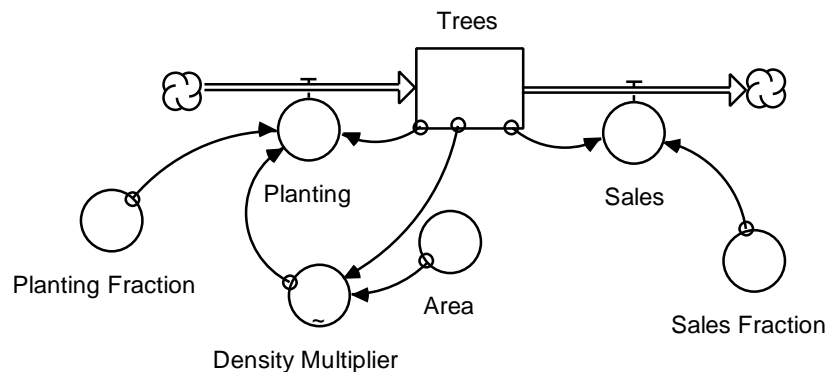 Trees
Planting
Sales
Planting Fraction
Area
Sales Fraction
~
Density Multiplier